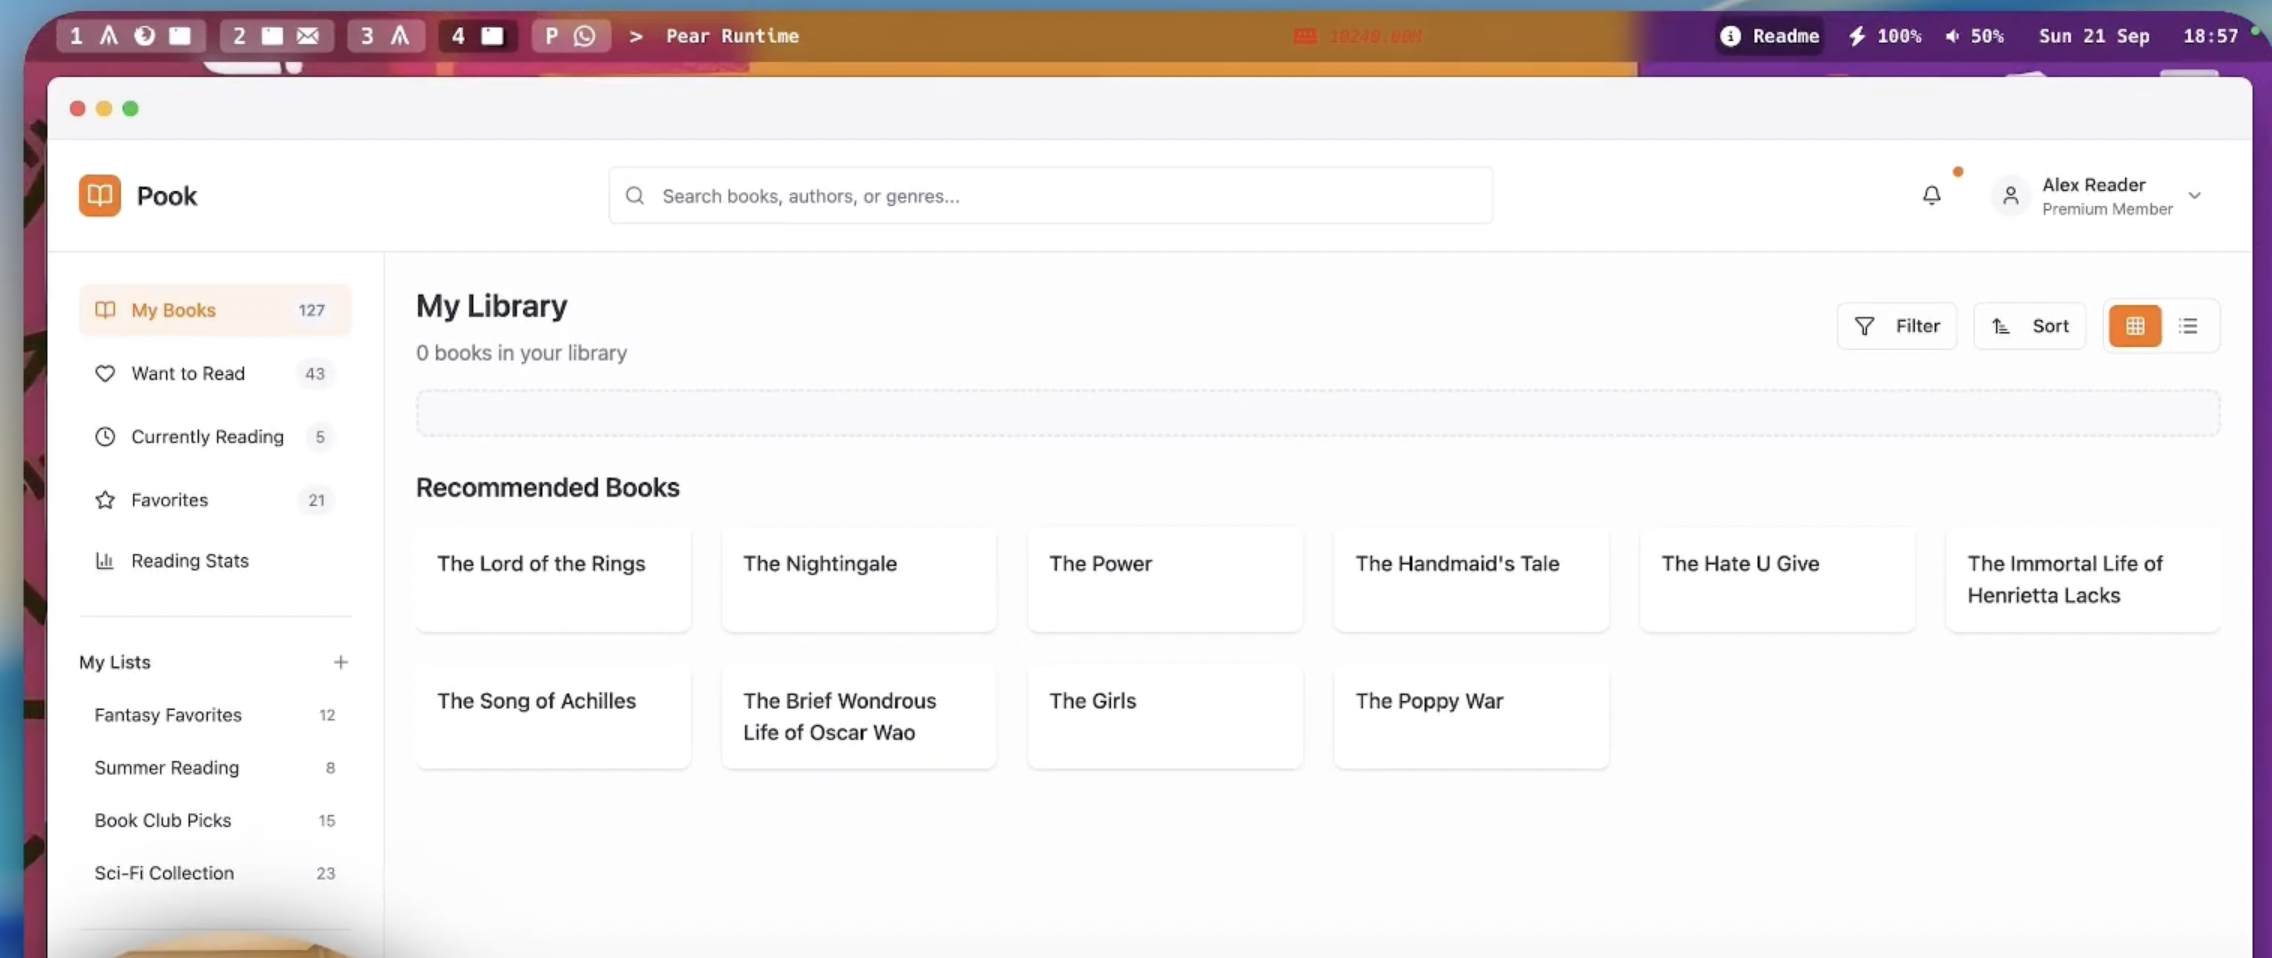 1
2
3
4
P
> Pear Runtime
10240.00M
Readme
100%
50%
Sun 21 Sep
18:57
Pook
Search books, authors, or genres...
Alex Reader
Premium Member
My Books 127
Want to Read 43
Currently Reading 5
Favorites 21
Reading Stats
My Lists +
Fantasy Favorites 12
Summer Reading 8
Book Club Picks 15
Sci-Fi Collection 23
My Library
0 books in your library
Filter
Sort
Recommended Books
The Lord of the Rings
The Nightingale
The Power
The Handmaid's Tale
The Hate U Give
The Immortal Life of
Henrietta Lacks
The Song of Achilles
The Brief Wondrous
Life of Oscar Wao
The Girls
The Poppy War